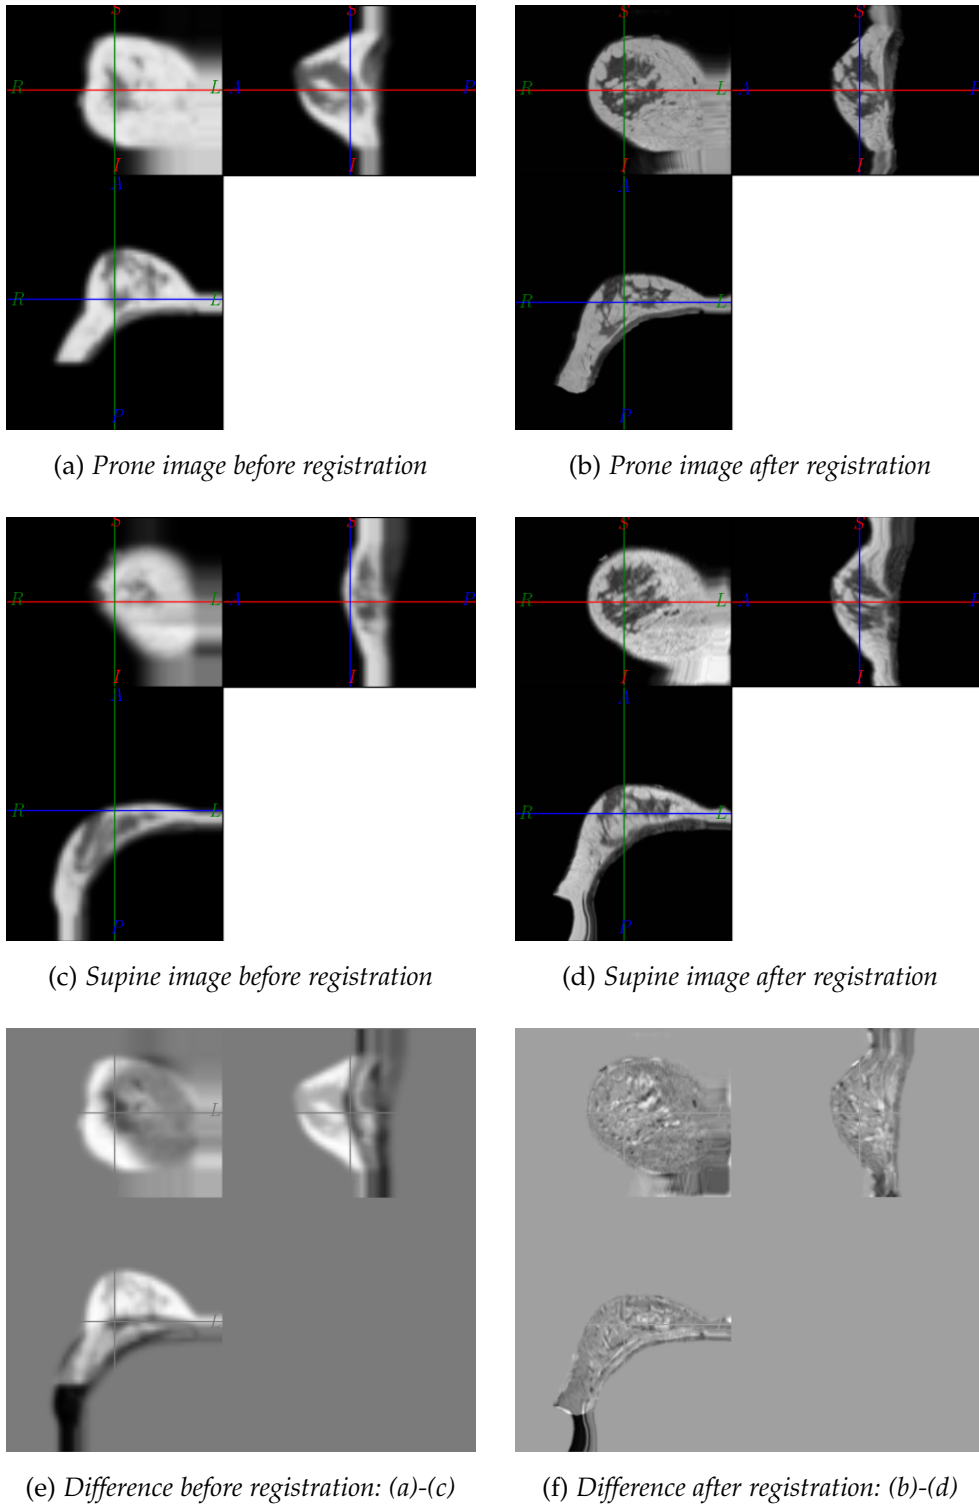 S S
R L A P R L A P
I I I I
A A
R L R L
P P
(a) Prone image before registration (b) Prone image after registration
S S S S
R L A P R L A P
I I I I
A A
R L R L
P P
(c) Supine image before registration (d) Supine image after registration
L
L
(e) Difference before registration: (a)-(c) (f) Difference after registration: (b)-(d)